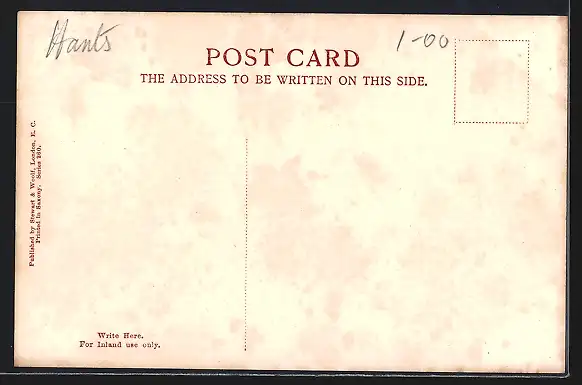 Hants
1-00
POST CARD
THE ADDRESS TO BE WRITTEN ON THIS SIDE.
Published by Stewart & Woolf, London, E. C.
Printed in Saxony. Series 280.
Write Here.
For Inland use only.